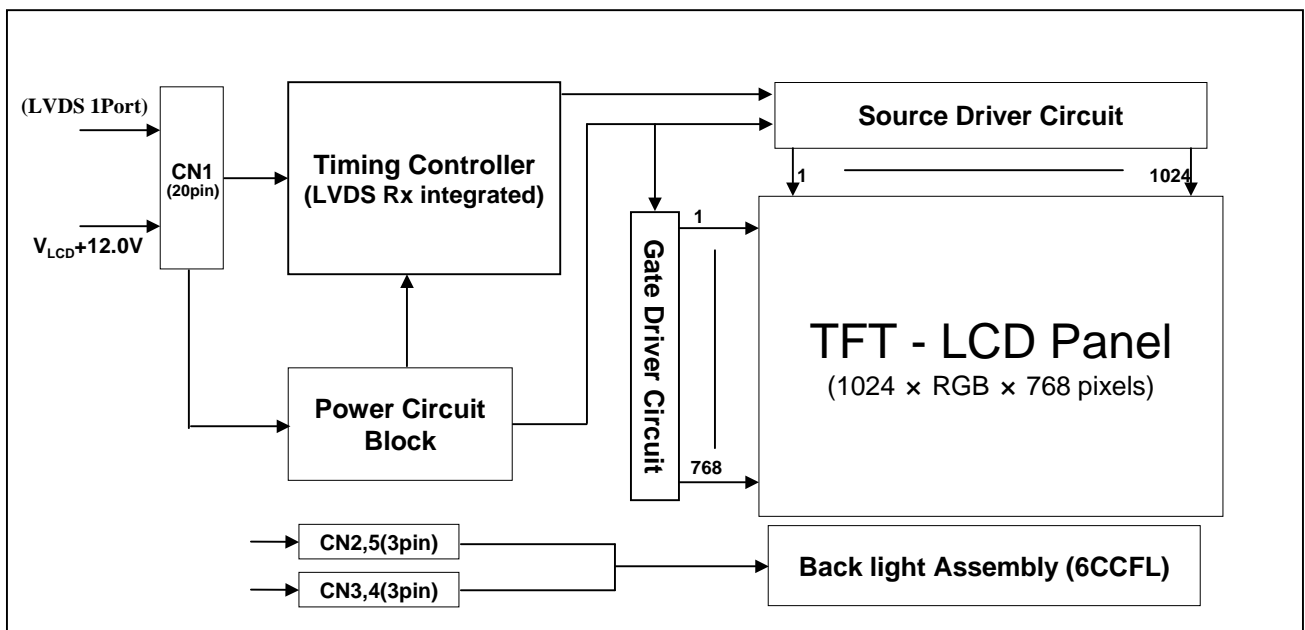 (LVDS 1Port)
CN1
(20pin)
V_LCD+12.0V
Timing Controller
(LVDS Rx integrated)
Power Circuit
Block
Source Driver Circuit
1
1024
Gate Driver Circuit
1
768
TFT - LCD Panel
(1024 × RGB × 768 pixels)
CN2,5(3pin)
CN3,4(3pin)
Back light Assembly (6CCFL)